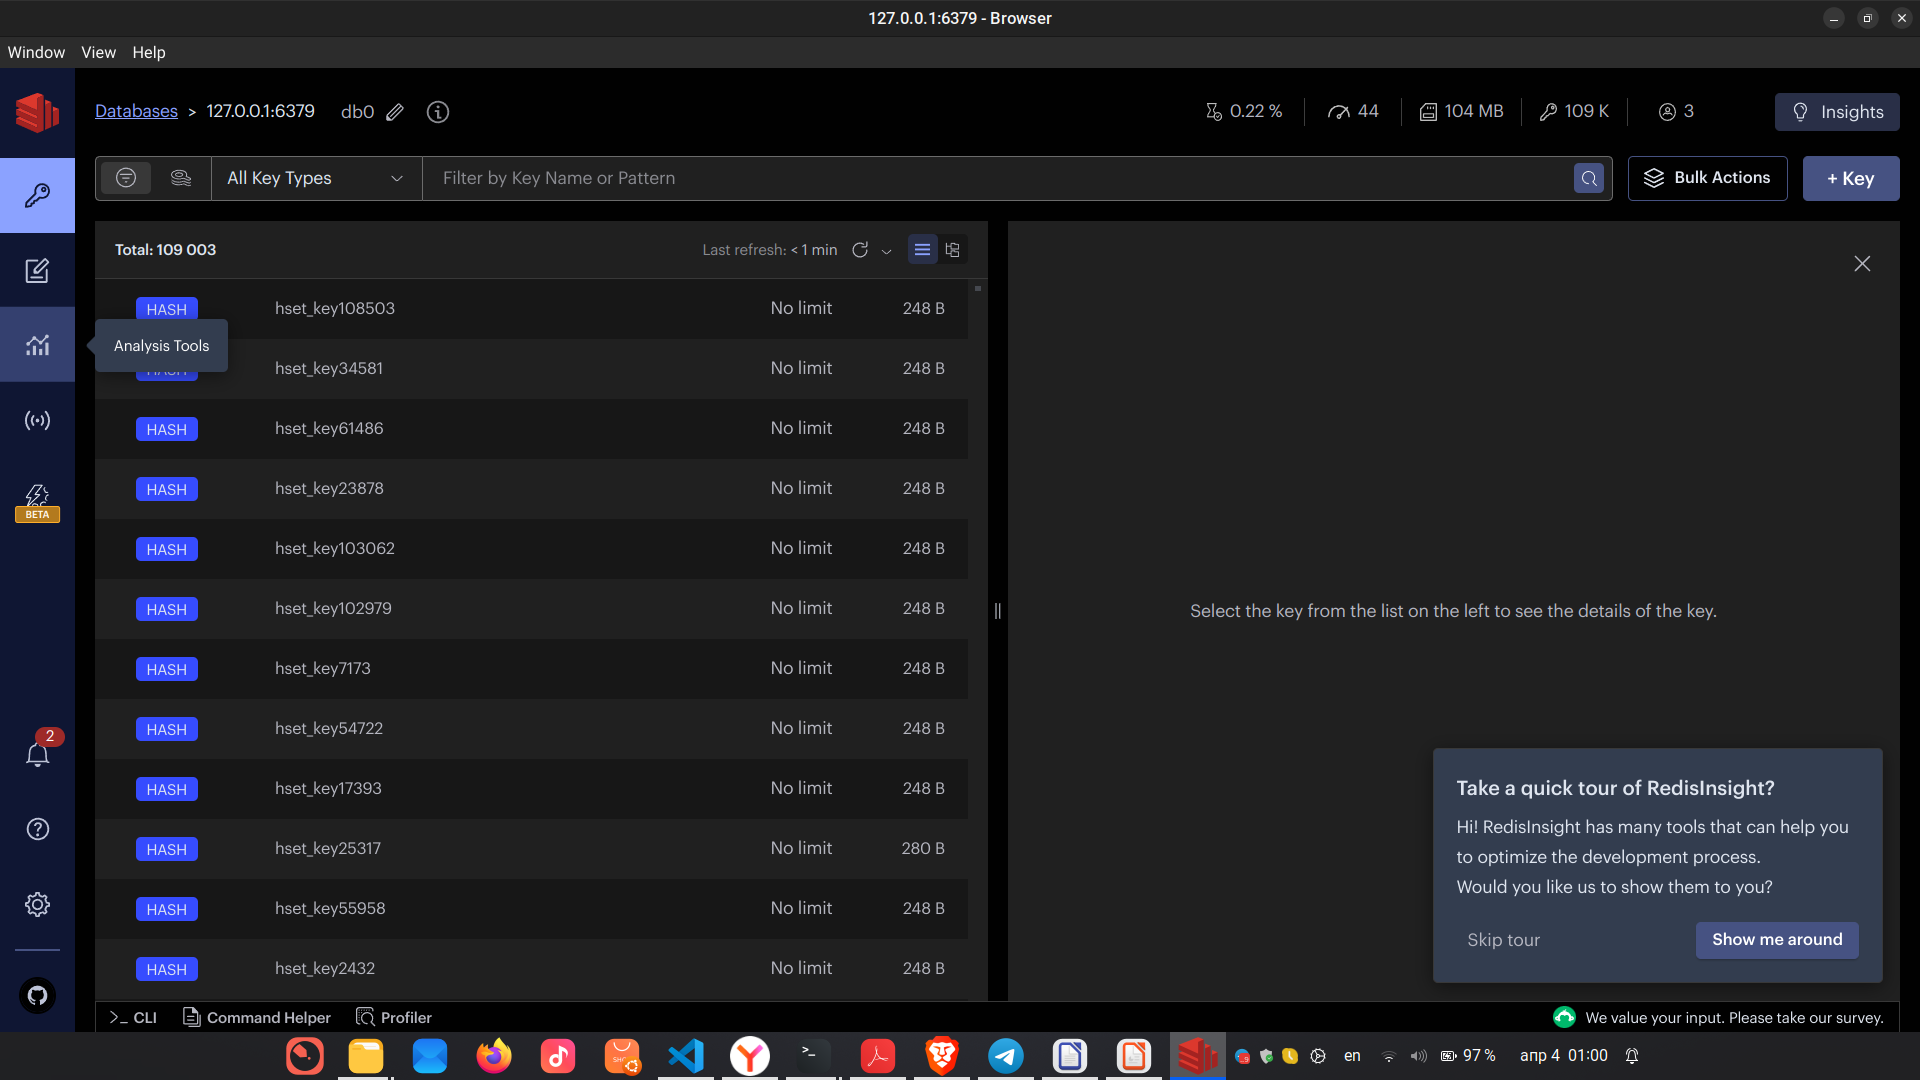 127.0.0.1:6379 - Browser
Window View Help
Databases > 127.0.0.1:6379 db0 0.22 % 44 104 MB 109 K 3 Insights
All Key Types Filter by Key Name or Pattern Bulk Actions + Key
Total: 109 003 Last refresh: < 1 min
HASH hset_key108503 No limit 248 B
Analysis Tools
HASH hset_key34581 No limit 248 B
HASH hset_key61486 No limit 248 B
HASH hset_key23878 No limit 248 B
BETA
HASH hset_key103062 No limit 248 B
HASH hset_key102979 No limit 248 B
Select the key from the list on the left to see the details of the key.
HASH hset_key7173 No limit 248 B
HASH hset_key54722 No limit 248 B
2
HASH hset_key17393 No limit 248 B
HASH hset_key25317 No limit 280 B
HASH hset_key55958 No limit 248 B
HASH hset_key2432 No limit 248 B
Take a quick tour of RedisInsight?
Hi! RedisInsight has many tools that can help you
to optimize the development process.
Would you like us to show them to you?
Skip tour Show me around
>_ CLI Command Helper Profiler We value your input. Please take our survey.
en 97 % апр 4 01:00